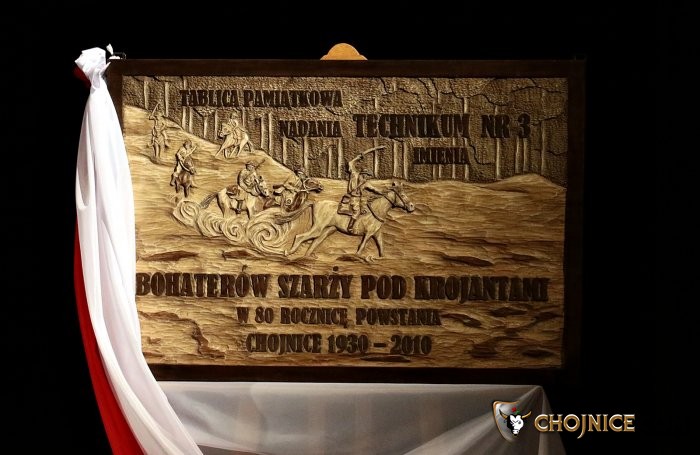 TABLICA PAMIĄTKOWA
NADANIA TECHNIKUM NR 3
IMIENIA
BOHATERÓW SZARŻY POD KROJANTAMI
W 80 ROCZNICĘ POWSTANIA
CHOJNICE 1930 – 2010
CHOJNICE